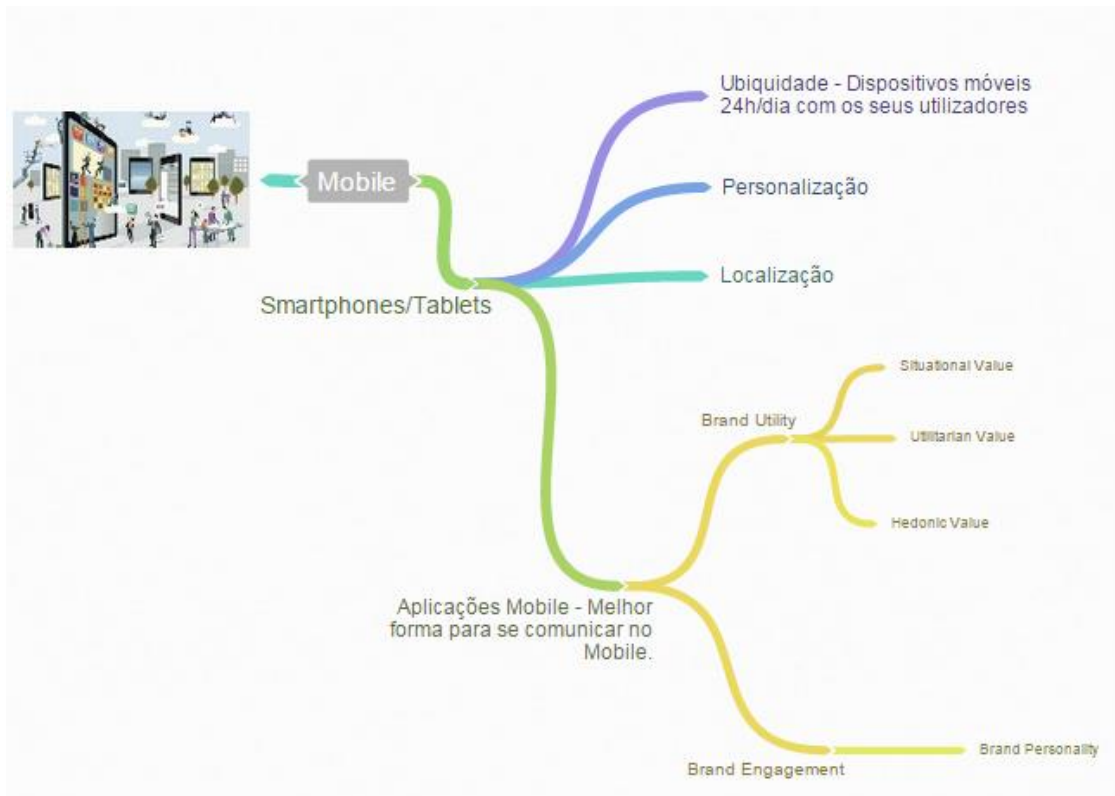 Ubiquidade - Dispositivos móveis
24h/dia com os seus utilizadores
Mobile
Personalização
Localização
Smartphones/Tablets
Situational Value
Brand Utility
Utilitarian Value
Hedonic Value
Aplicações Mobile - Melhor
forma para se comunicar no
Mobile.
Brand Personality
Brand Engagement